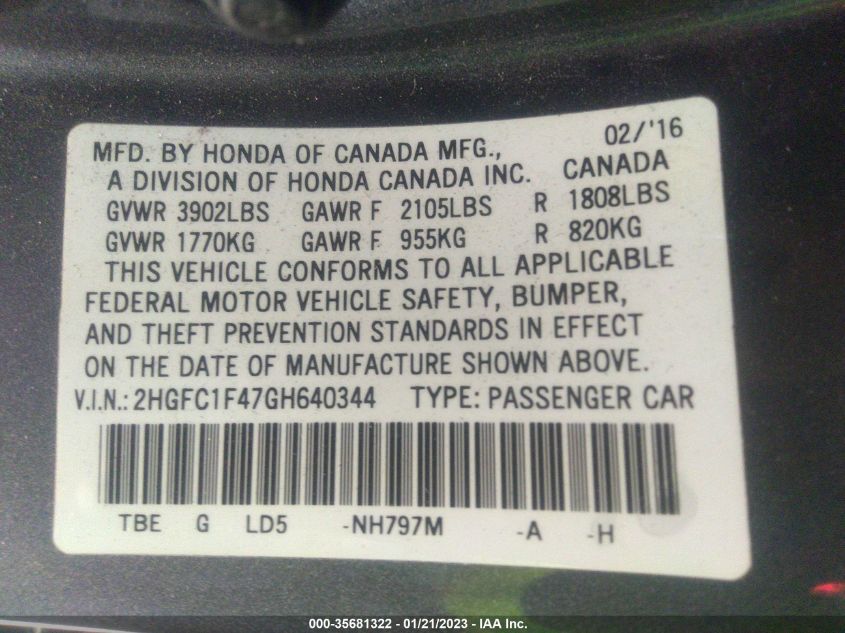 02/'16
MFD. BY HONDA OF CANADA MFG.,
A DIVISION OF HONDA CANADA INC. CANADA
GVWR 3902LBS GAWR F 2105LBS R 1808LBS
GVWR 1770KG GAWR F 955KG R 820KG
THIS VEHICLE CONFORMS TO ALL APPLICABLE
FEDERAL MOTOR VEHICLE SAFETY, BUMPER,
AND THEFT PREVENTION STANDARDS IN EFFECT
ON THE DATE OF MANUFACTURE SHOWN ABOVE.
V.I.N.: 2HGFC1F47GH640344 TYPE: PASSENGER CAR
TBE G LD5 -NH797M -A -H
000-35681322 - 01/21/2023 - IAA Inc.